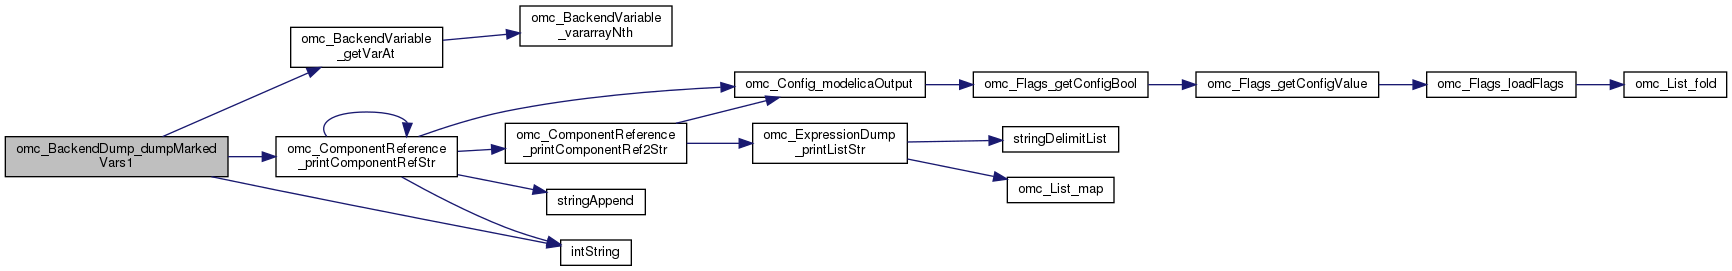 omc_BackendDump_dumpMarked
Vars1
omc_BackendVariable
_getVarAt
omc_BackendVariable
_vararrayNth
omc_ComponentReference
_printComponentRefStr
omc_ComponentReference
_printComponentRef2Str
stringAppend
intString
omc_Config_modelicaOutput
omc_ExpressionDump
_printListStr
omc_Flags_getConfigBool
stringDelimitList
omc_List_map
omc_Flags_getConfigValue
omc_Flags_loadFlags
omc_List_fold